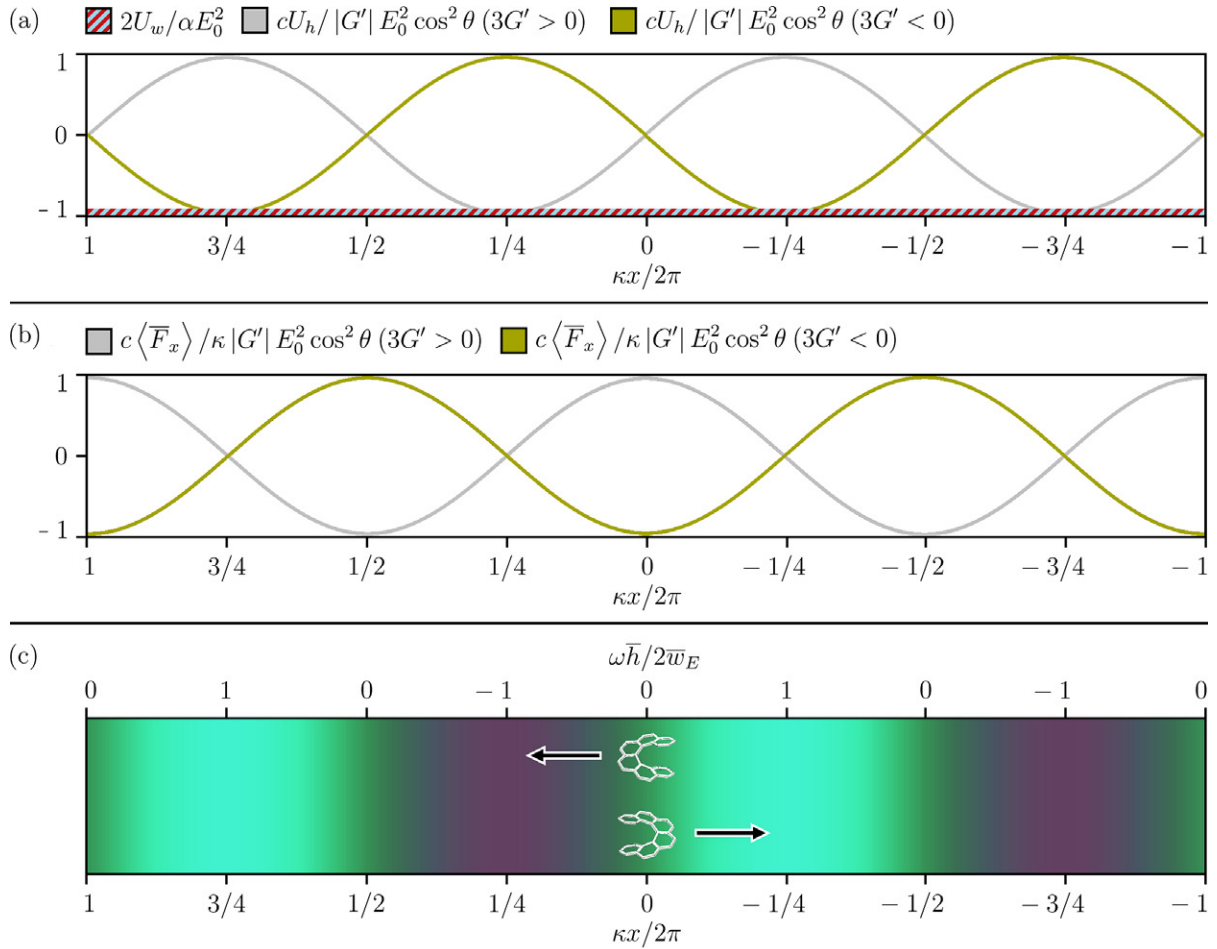 (a)
2U_w/αE_0^2 cU_h/|G′| E_0^2 cos^2 θ (3G′ > 0) cU_h/|G′| E_0^2 cos^2 θ (3G′ < 0)
1
0
- 1
1 3/4 1/2 1/4 0 − 1/4 − 1/2 − 3/4 − 1
κx/2π
(b)
c⟨F̅_x⟩/κ|G′| E_0^2 cos^2 θ (3G′ > 0) c⟨F̅_x⟩/κ|G′| E_0^2 cos^2 θ (3G′ < 0)
1
0
- 1
1 3/4 1/2 1/4 0 − 1/4 − 1/2 − 3/4 − 1
κx/2π
(c)
ωh̅/2w̅_E
0 1 0 − 1 0 1 0 − 1 0
1 3/4 1/2 1/4 0 − 1/4 − 1/2 − 3/4 − 1
κx/2π